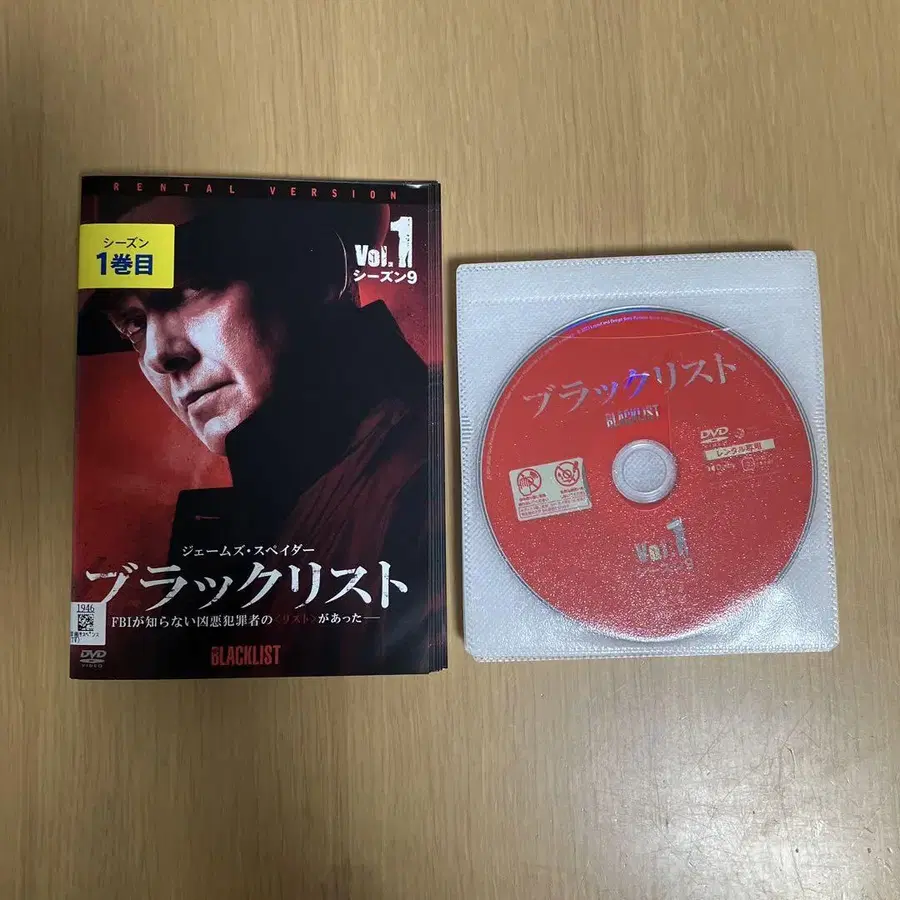 RENTAL VERSION
シーズン
1巻目
Vol.1
シーズン9
ジェームズ・スペイダー
ブラックリスト
1946
FBIが知らない凶悪犯罪者の〈リスト〉があった―
DVD
VIDEO
BLACKLIST
ブラックリスト
BLACKLIST
DVD
レンタル専用
Vol.1